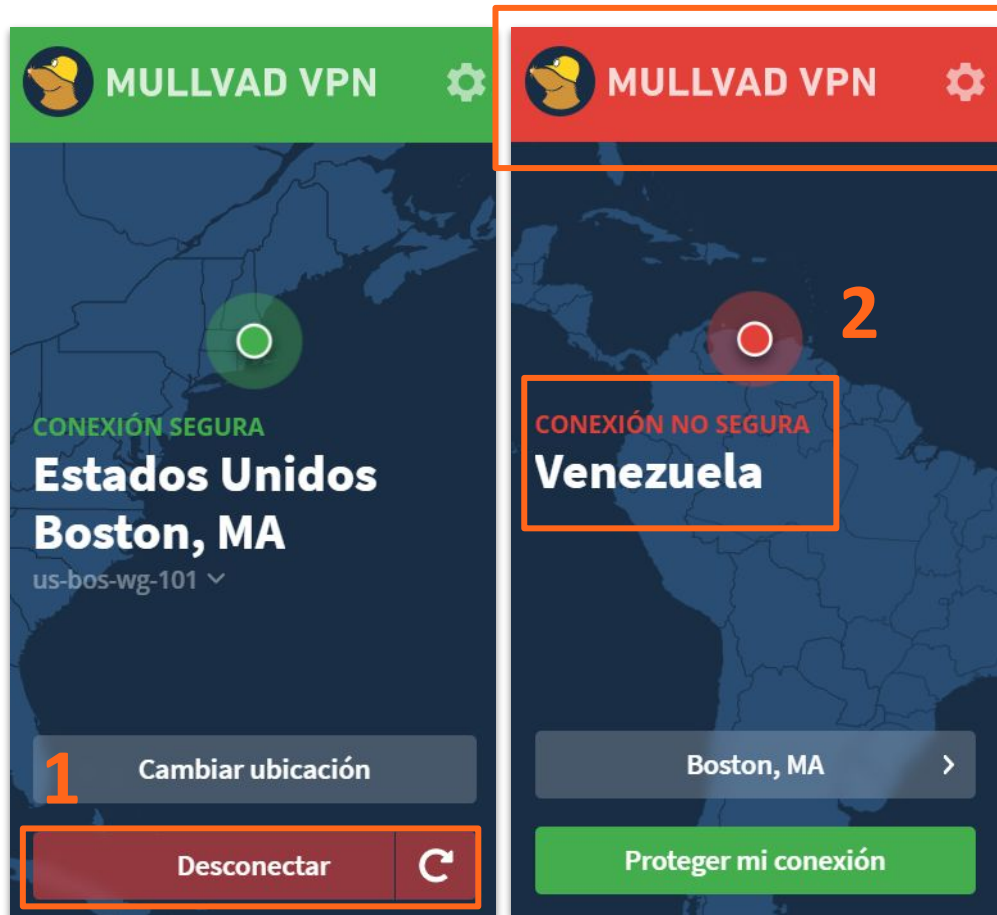 MULLVAD VPN
CONEXIÓN SEGURA
Estados Unidos
Boston, MA
us-bos-wg-101
Cambiar ubicación
1
Desconectar
MULLVAD VPN
2
CONEXIÓN NO SEGURA
Venezuela
Boston, MA
Proteger mi conexión